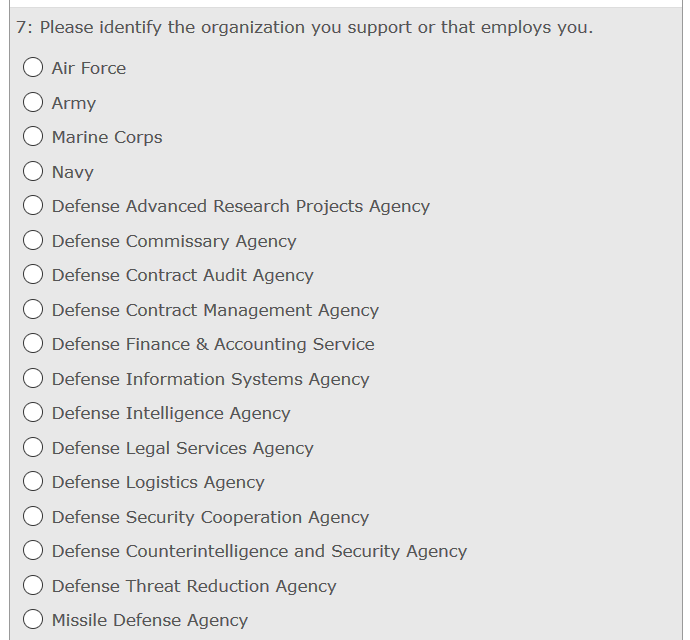 7: Please identify the organization you support or that employs you.
Air Force
Army
Marine Corps
Navy
Defense Advanced Research Projects Agency
Defense Commissary Agency
Defense Contract Audit Agency
Defense Contract Management Agency
Defense Finance & Accounting Service
Defense Information Systems Agency
Defense Intelligence Agency
Defense Legal Services Agency
Defense Logistics Agency
Defense Security Cooperation Agency
Defense Counterintelligence and Security Agency
Defense Threat Reduction Agency
Missile Defense Agency